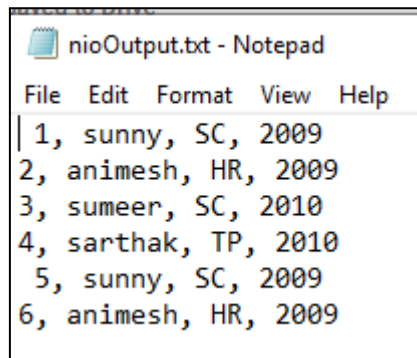 nioOutput.txt - Notepad
File Edit Format View Help
1, sunny, SC, 2009
2, animesh, HR, 2009
3, sumeer, SC, 2010
4, sarthak, TP, 2010
5, sunny, SC, 2009
6, animesh, HR, 2009